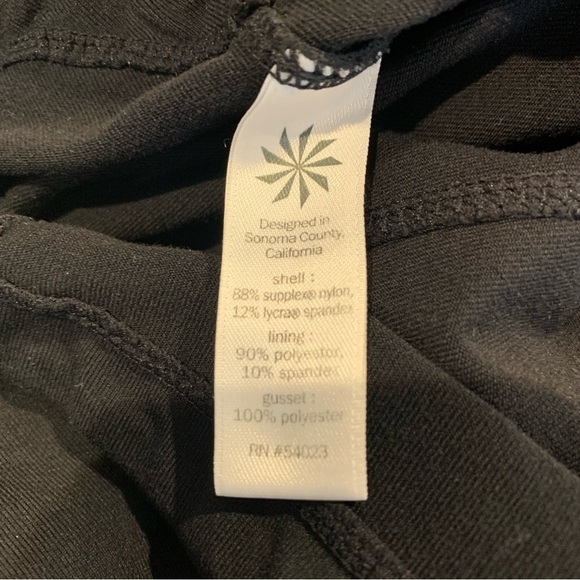 Designed in
Sonoma County,
California
shell :
88% supplex® nylon,
12% lycra® spandex
lining :
90% polyester,
10% spandex
gusset :
100% polyester
RN #54023